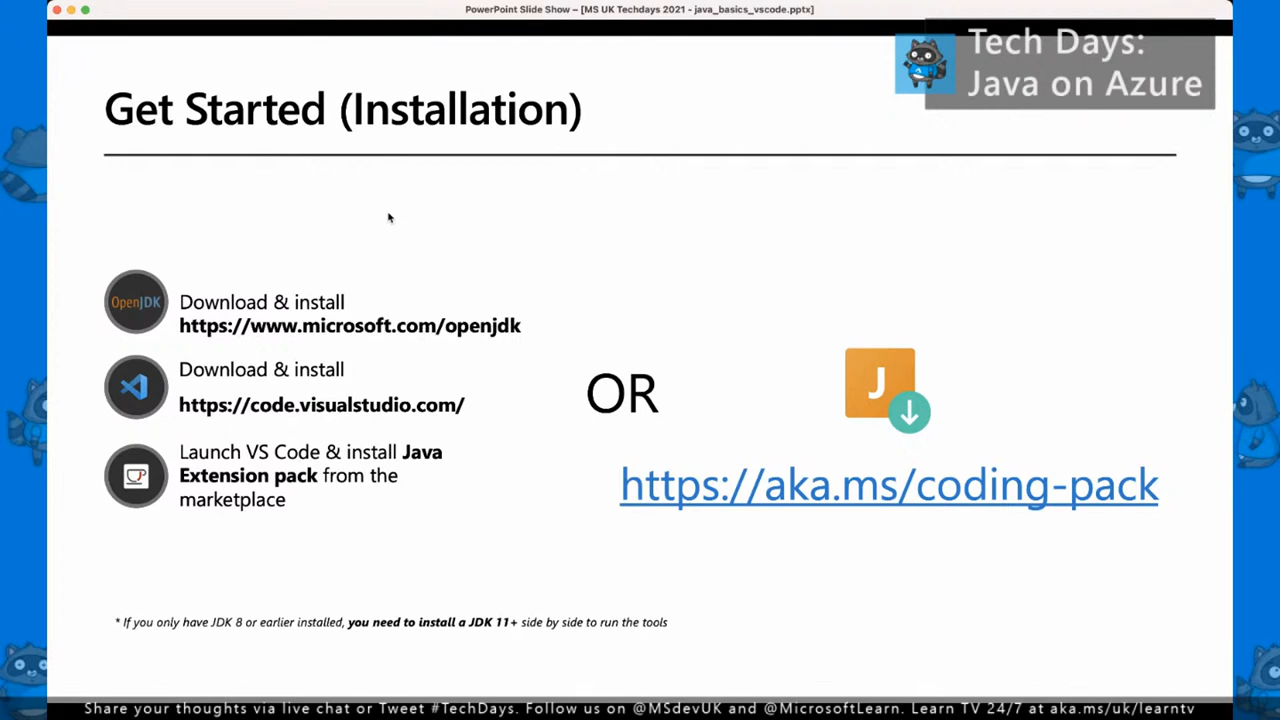 PowerPoint Slide Show – [MS UK Techdays 2021 - java_basics_vscode.pptx]
Tech Days:
Java on Azure
Get Started (Installation)
OpenJDK
Download & install
https://www.microsoft.com/openjdk
Download & install
https://code.visualstudio.com/
Launch VS Code & install Java
Extension pack from the
marketplace
OR
J
https://aka.ms/coding-pack
* If you only have JDK 8 or earlier installed, you need to install a JDK 11+ side by side to run the tools
Share your thoughts via live chat or Tweet #TechDays. Follow us on @MSdevUK and @MicrosoftLearn. Learn TV 24/7 at aka.ms/uk/learntv